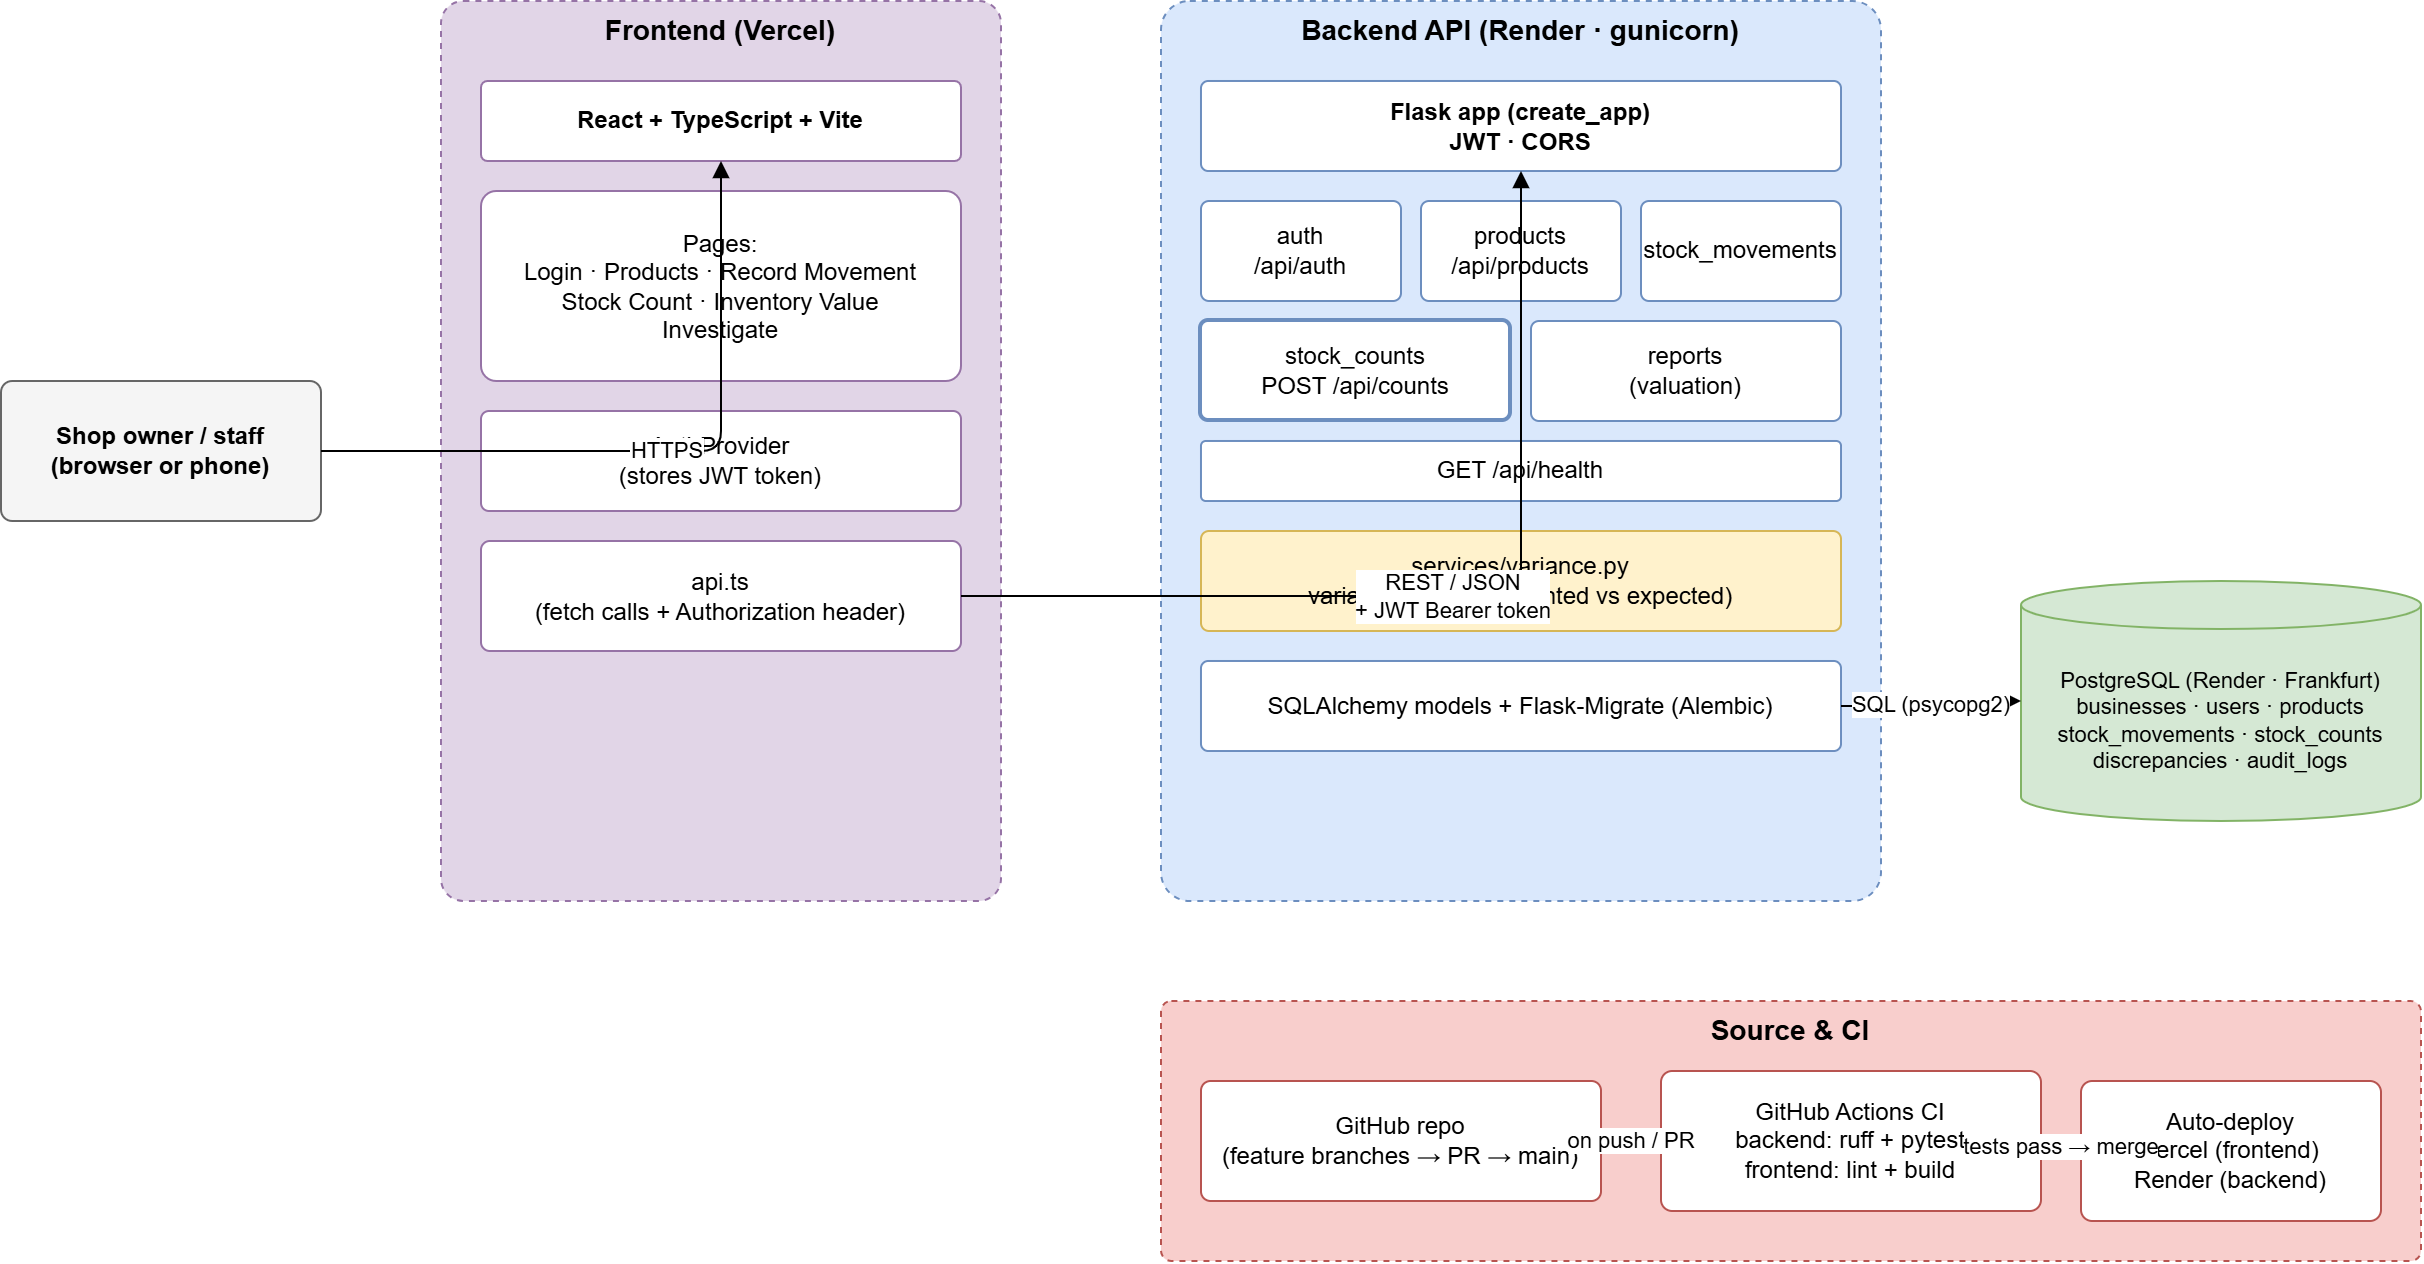 Frontend (Vercel)
React + TypeScript + Vite
Pages:
Login · Products · Record Movement
Stock Count · Inventory Value
Investigate
Shop owner / staff
(browser or phone)
HTTPS
Provider
(stores JWT token)
api.ts
(fetch calls + Authorization header)
Backend API (Render · gunicorn)
Flask app (create_app)
JWT · CORS
auth
/api/auth
products
/api/products
stock_movements
stock_counts
POST /api/counts
reports
(valuation)
GET /api/health
services/variance.py
vs expected)
REST / JSON
+ JWT Bearer token
SQLAlchemy models + Flask-Migrate (Alembic)
SQL (psycopg2)
PostgreSQL (Render · Frankfurt)
businesses · users · products
stock_movements · stock_counts
discrepancies · audit_logs
Source & CI
GitHub repo
(feature branches → PR → main)
on push / PR
GitHub Actions CI
backend: ruff + pytest
frontend: lint + build
tests pass → merge
Auto-deploy
(frontend)
Render (backend)